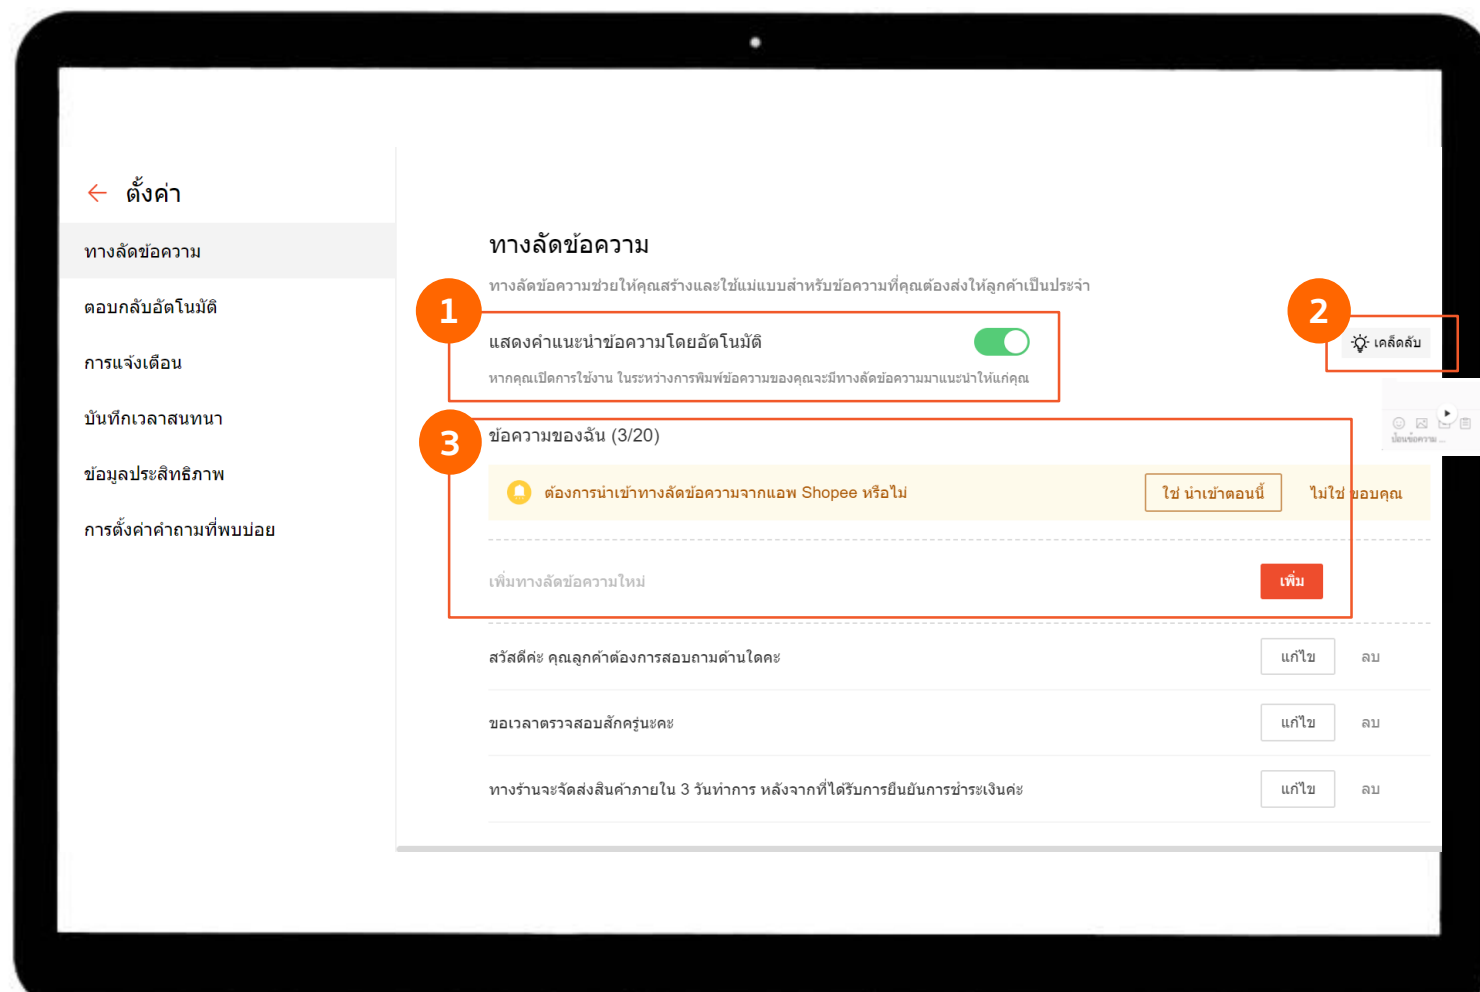 ตั้งค่า
ทางลัดข้อความ
ตอบกลับอัตโนมัติ
การแจ้งเตือน
บันทึกเวลาสนทนา
ข้อมูลประสิทธิภาพ
การตั้งค่าคำถามที่พบบ่อย
ทางลัดข้อความ
ทางลัดข้อความช่วยให้คุณสร้างและใช้แม่แบบสำหรับข้อความที่คุณต้องส่งให้ลูกค้าเป็นประจำ
1
แสดงคำแนะนำข้อความโดยอัตโนมัติ
หากคุณเปิดการใช้งาน ในระหว่างการพิมพ์ข้อความของคุณจะมีทางลัดข้อความมาแนะนำให้แก่คุณ
2
เคล็ดลับ
ป้อนข้อความ ...
3
ข้อความของฉัน (3/20)
ต้องการนำเข้าทางลัดข้อความจากแอพ Shopee หรือไม่ ใช่ นำเข้าตอนนี้ ไม่ใช่ ขอบคุณ
เพิ่มทางลัดข้อความใหม่ เพิ่ม
สวัสดีค่ะ คุณลูกค้าต้องการสอบถามด้านใดคะ แก้ไข ลบ
ขอเวลาตรวจสอบสักครู่นะคะ แก้ไข ลบ
ทางร้านจะจัดส่งสินค้าภายใน 3 วันทำการ หลังจากที่ได้รับการยืนยันการชำระเงินค่ะ แก้ไข ลบ